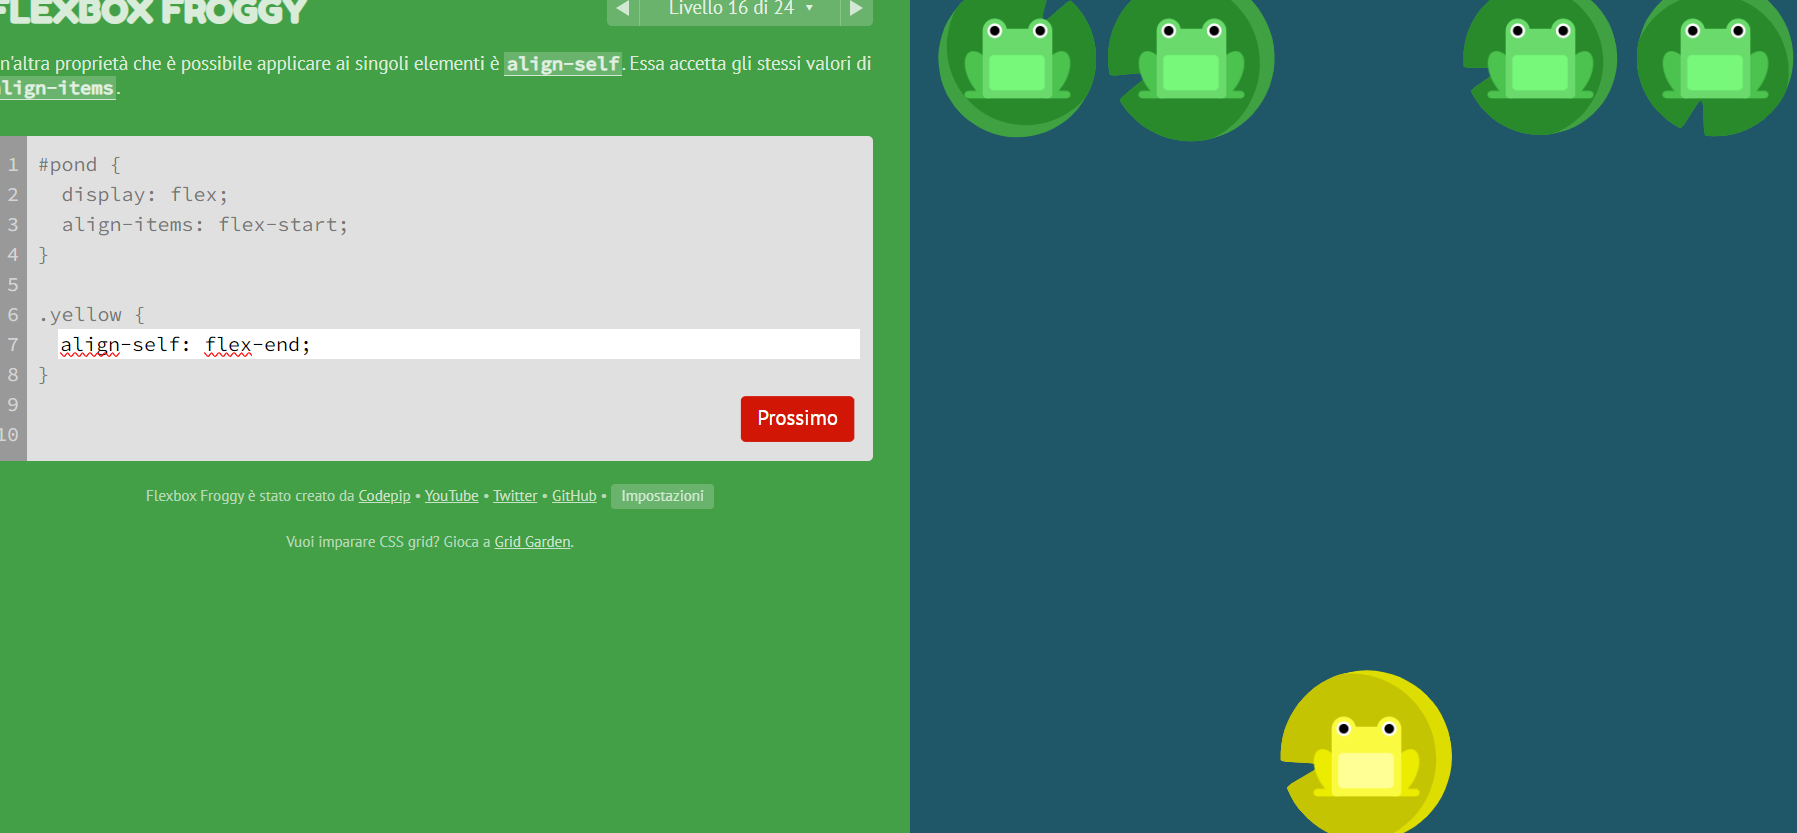 FLEXBOX FROGGY
Livello 16 di 24
n'altra proprietà che è possibile applicare ai singoli elementi è align-self. Essa accetta gli stessi valori di
lign-items.
1 #pond {
2 display: flex;
3 align-items: flex-start;
4 }
5
6 .yellow {
7 align-self: flex-end;
8 }
9
10
Prossimo
Flexbox Froggy è stato creato da Codepip • YouTube • Twitter • GitHub • Impostazioni
Vuoi imparare CSS grid? Gioca a Grid Garden.